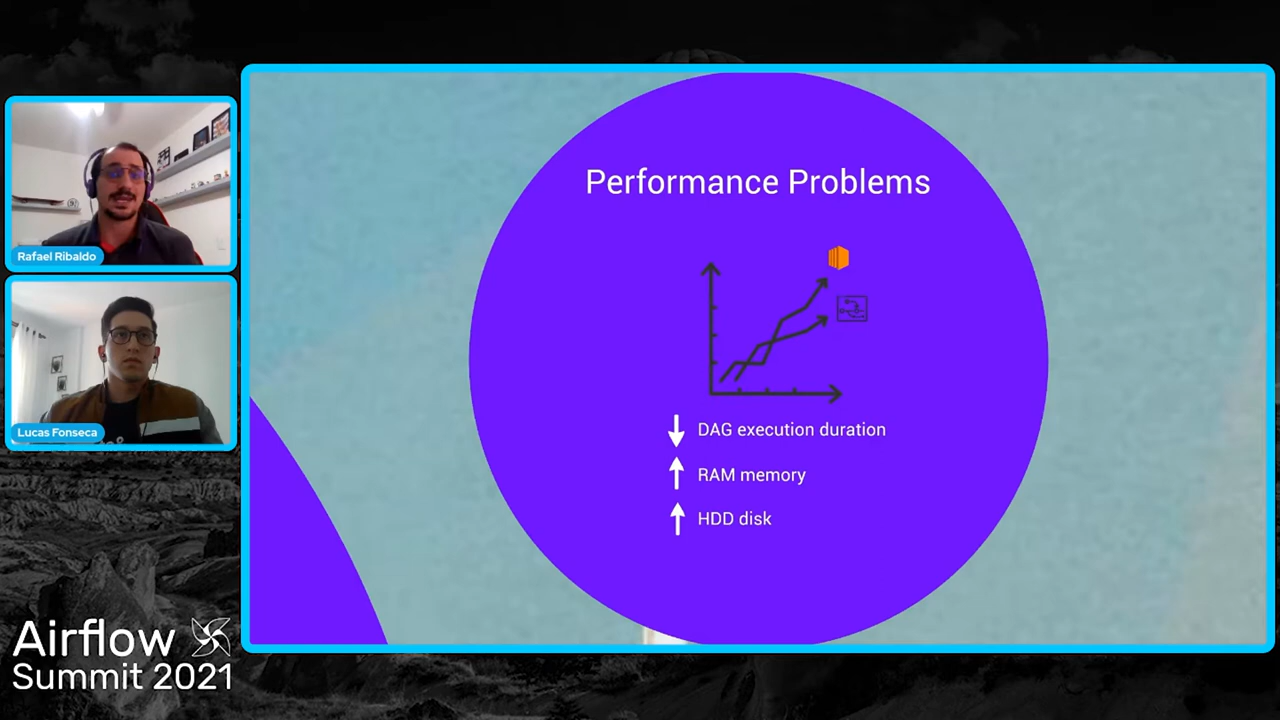 Rafael Ribaldo
Lucas Fonseca
Airflow
Summit 2021
Performance Problems
DAG execution duration
RAM memory
HDD disk